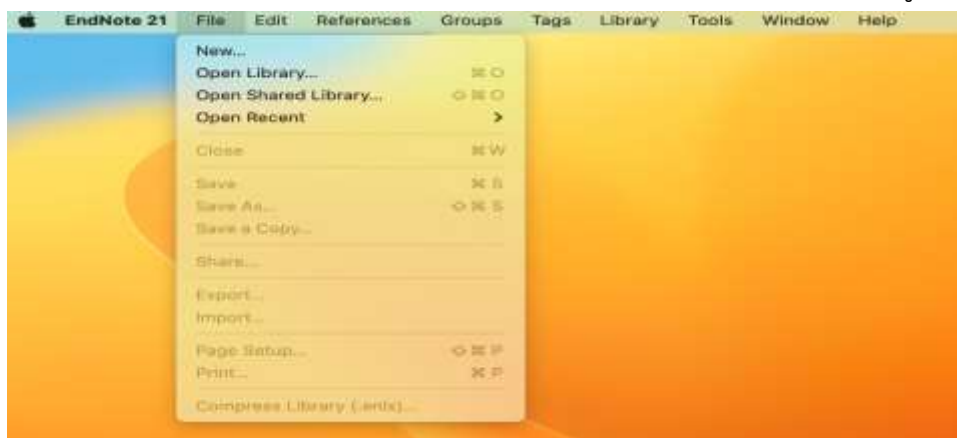 EndNote 21 File Edit References Groups Tags Library Tools Window Help
New...
Open Library... ⌘ O
Open Shared Library... ⇧ ⌘ O
Open Recent >
Close ⌘ W
Save ⌘ S
Save As... ⇧ ⌘ S
Save a Copy...
Share...
Export...
Import...
Page Setup... ⇧ ⌘ P
Print... ⌘ P
Compress Library (.enlx)...